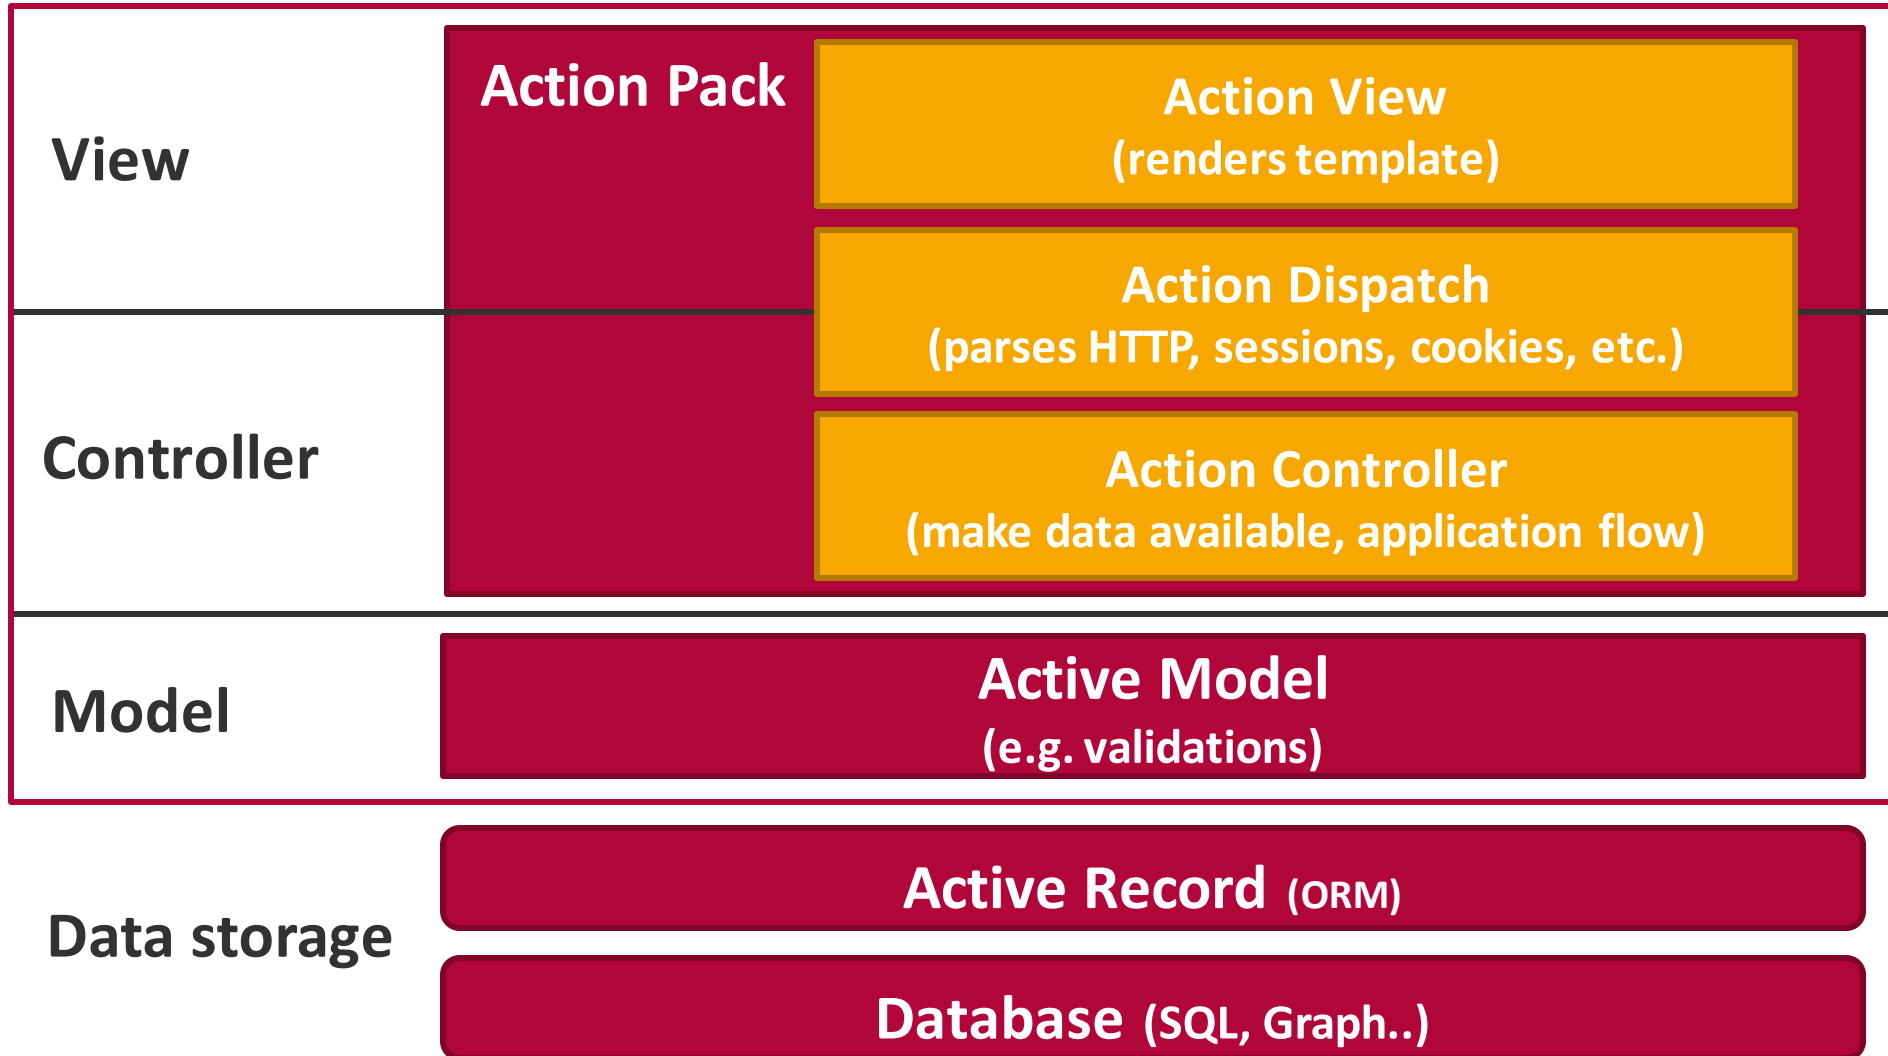 View
Action Pack
Action View
(renders template)
Action Dispatch
(parses HTTP, sessions, cookies, etc.)
Controller
Action Controller
(make data available, application flow)
Model
Active Model
(e.g. validations)
Data storage
Active Record (ORM)
Database (SQL, Graph..)